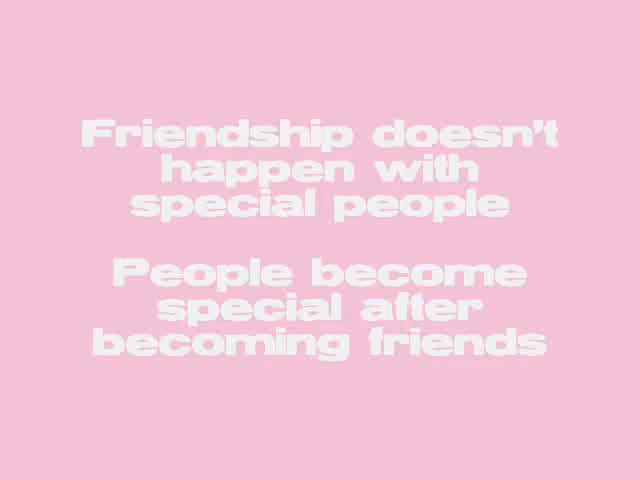 Friendship doesn't
happen with
special people
People become
special after
becoming friends